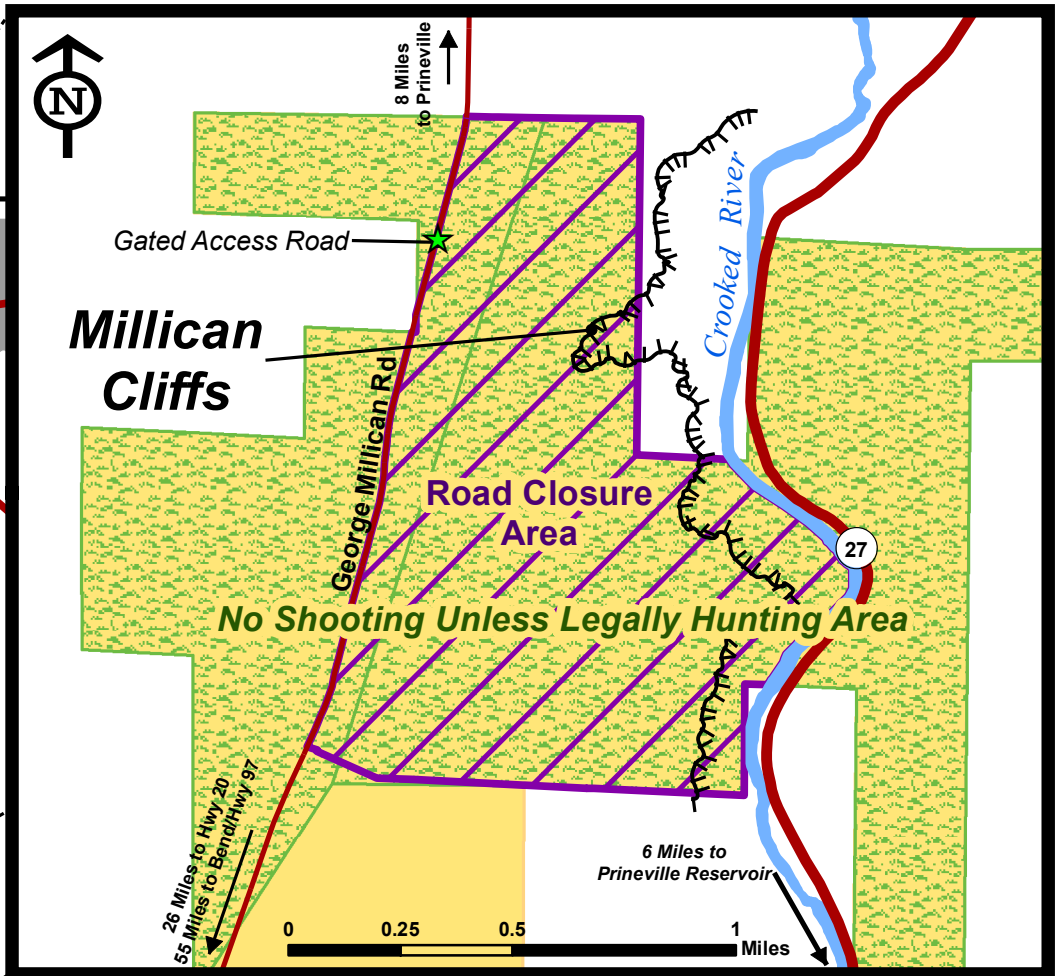 N
8 Miles
to Prineville
Gated Access Road
Crooked River
Millican
Cliffs
George Millican Rd
Road Closure
Area
27
No Shooting Unless Legally Hunting Area
26 Miles to Hwy 20
55 Miles to Bend/Hwy 97
6 Miles to
Prineville Reservoir
0 0.25 0.5 1
Miles